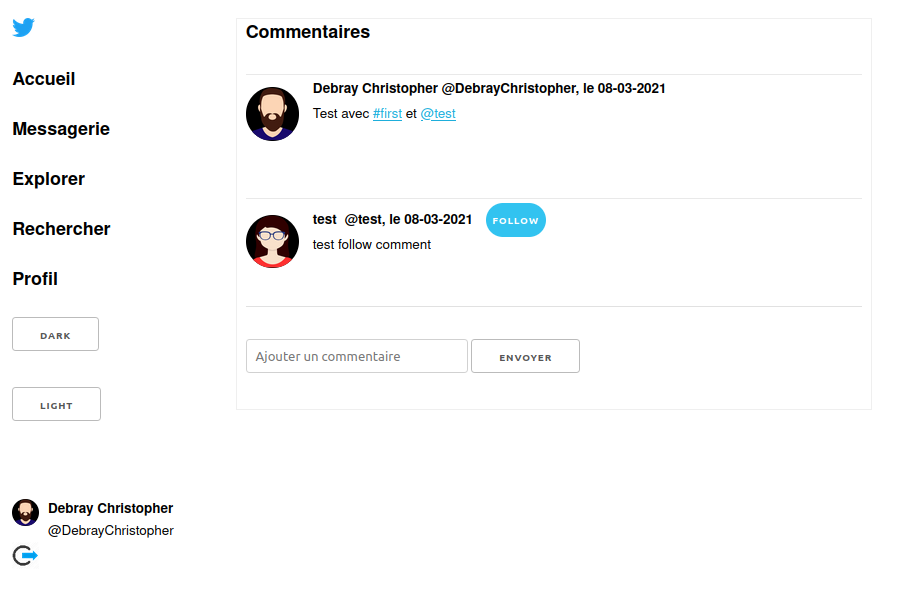 Accueil
Messagerie
Explorer
Rechercher
Profil
DARK
LIGHT
Debray Christopher
@DebrayChristopher
Commentaires
Debray Christopher @DebrayChristopher, le 08-03-2021
Test avec #first et @test
test @test, le 08-03-2021 FOLLOW
test follow comment
Ajouter un commentaire ENVOYER